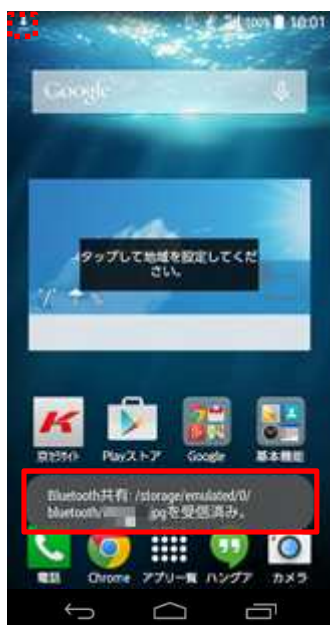 100% 10:01
Google
タップして地域を設定してくだ
さい。
K
京セラサイト
Playストア
Google
基本機能
Bluetooth共有: /storage/emulated/0/
bluetooth/ .jpgを受信済み。
電話
Chrome
アプリ一覧
ハングア
カメラ